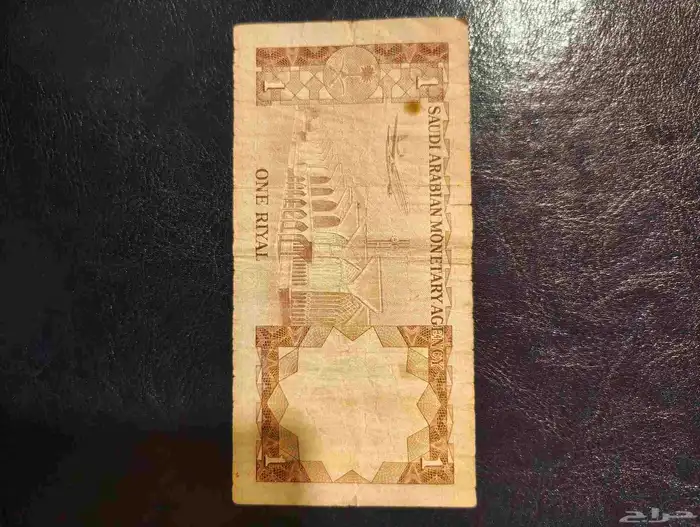 SAUDI ARABIAN MONETARY AGENCY
ONE RIYAL
1
1
1
1
حراج